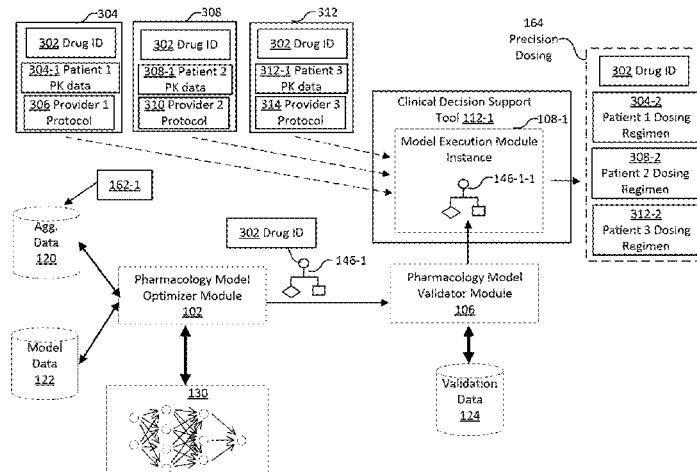 304
302 Drug ID
304-1 Patient 1
PK data
306 Provider 1
Protocol
308
302 Drug ID
308-1 Patient 2
PK data
310 Provider 2
Protocol
312
302 Drug ID
312-1 Patient 3
PK data
314 Provider 3
Protocol
164
Precision
Dosing
302 Drug ID
304-2
Patient 1 Dosing
Regimen
308-2
Patient 2 Dosing
Regimen
312-2
Patient 3 Dosing
Regimen
Clinical Decision Support
Tool 112-1
108-1
Model Execution Module
Instance
146-1-1
162-1
Agg.
Data
120
302 Drug ID
146-1
Pharmacology Model
Optimizer Module
102
Pharmacology Model
Validator Module
106
Model
Data
122
130
Validation
Data
124